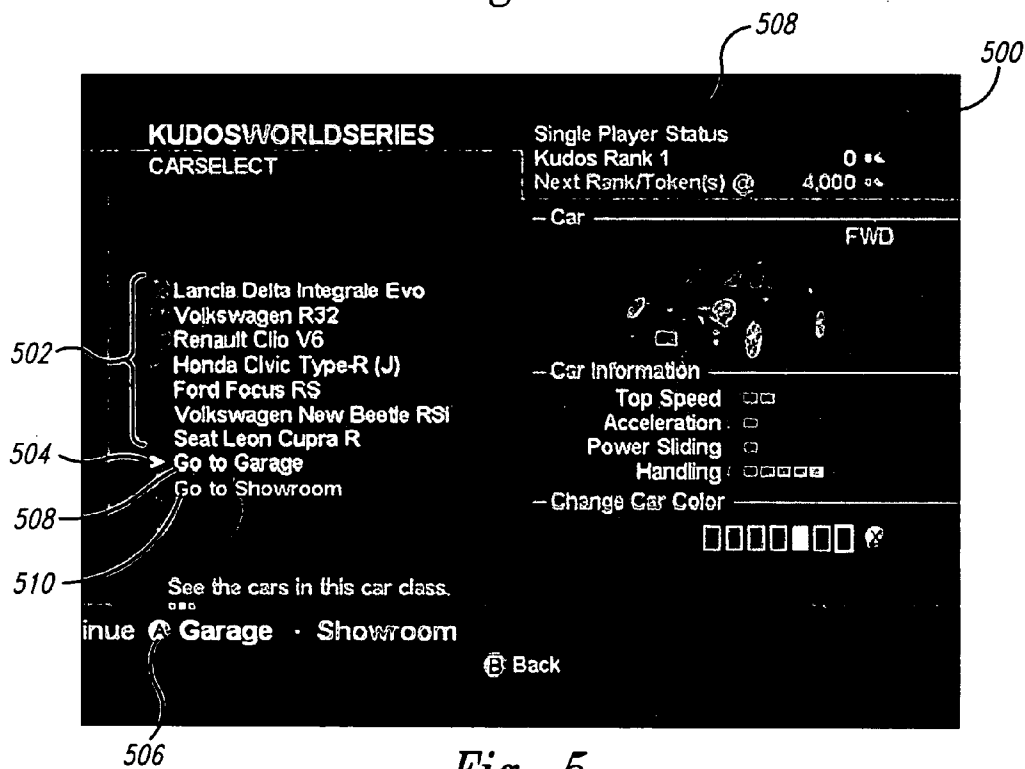 508
500
KUDOSWORLDSERIES
CARSELECT
Single Player Status
Kudos Rank 1 0
Next Rank/Token(s) @ 4,000
Car
FWD
502
Lancia Delta Integrale Evo
Volkswagen R32
Renault Clio V6
Honda Civic Type-R (J)
Ford Focus RS
Volkswagen New Beetle RSI
Seat Leon Cupra R
504
Go to Garage
508
Go to Showroom
510
Car Information
Top Speed
Acceleration
Power Sliding
Handling
Change Car Color
X
See the cars in this car class.
inue A Garage · Showroom
B Back
506
Fig. 5